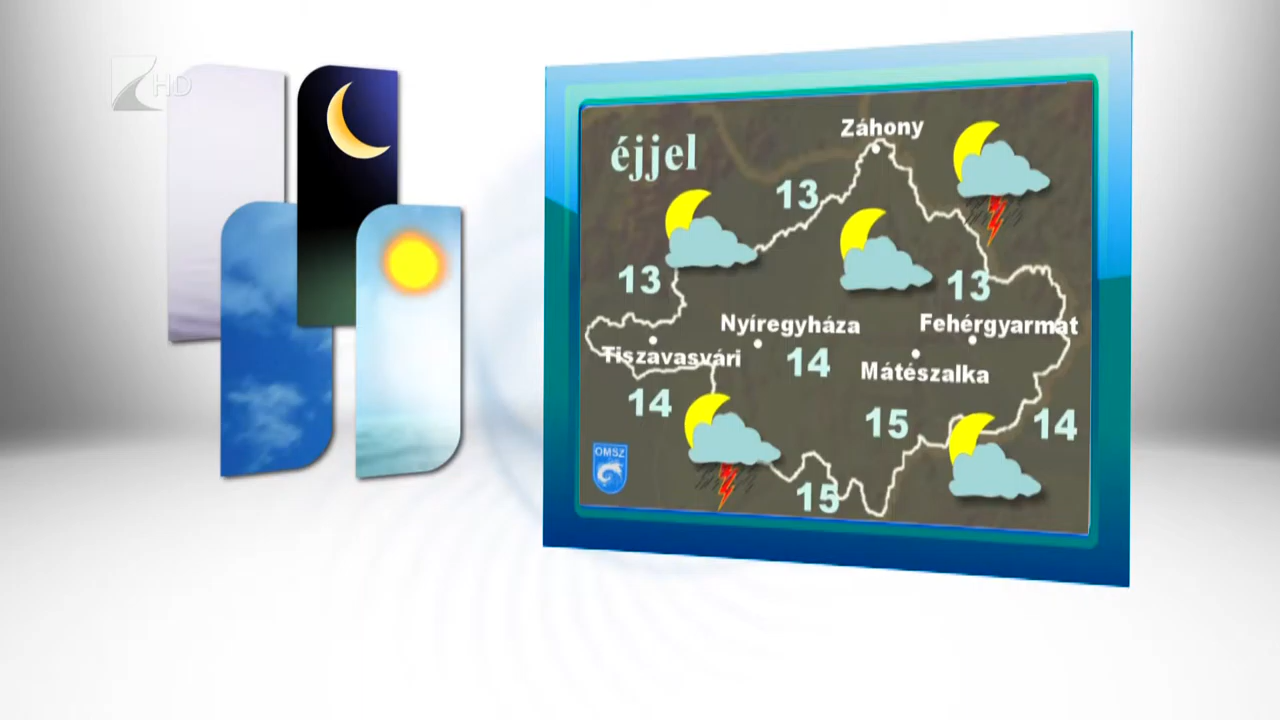 HD
éjjel
Záhony
13
13
13
Nyíregyháza
Fehérgyarmat
Tiszavasvári
14
Mátészalka
14
15
14
OMSZ
15